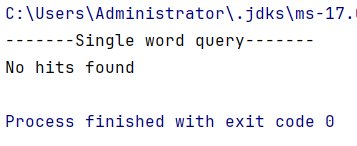 C:\Users\Administrator\.jdks\ms-17.
-------Single word query-------
No hits found
Process finished with exit code 0